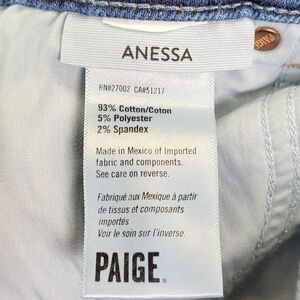 ANESSA
PAIGE
RN#27002 CA#51217
93% Cotton/Coton
5% Polyester
2% Spandex
Made in Mexico of Imported
fabric and components.
See care on reverse.
Fabriqué aux Mexique à partir
de tissus et composants
importés
Voir le soin sur l'inverse.
PAIGE®